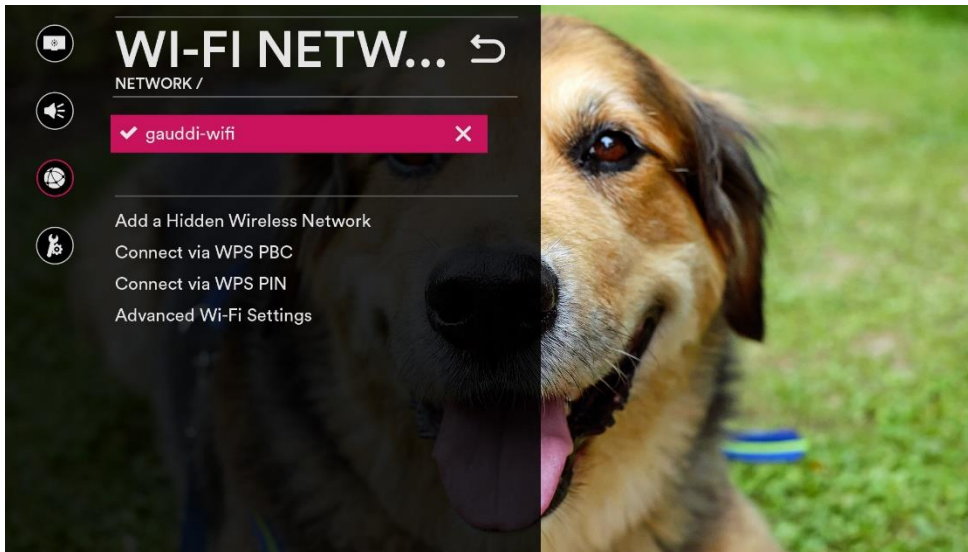 WI-FI NETW...
NETWORK /
gauddi-wifi
Add a Hidden Wireless Network
Connect via WPS PBC
Connect via WPS PIN
Advanced Wi-Fi Settings